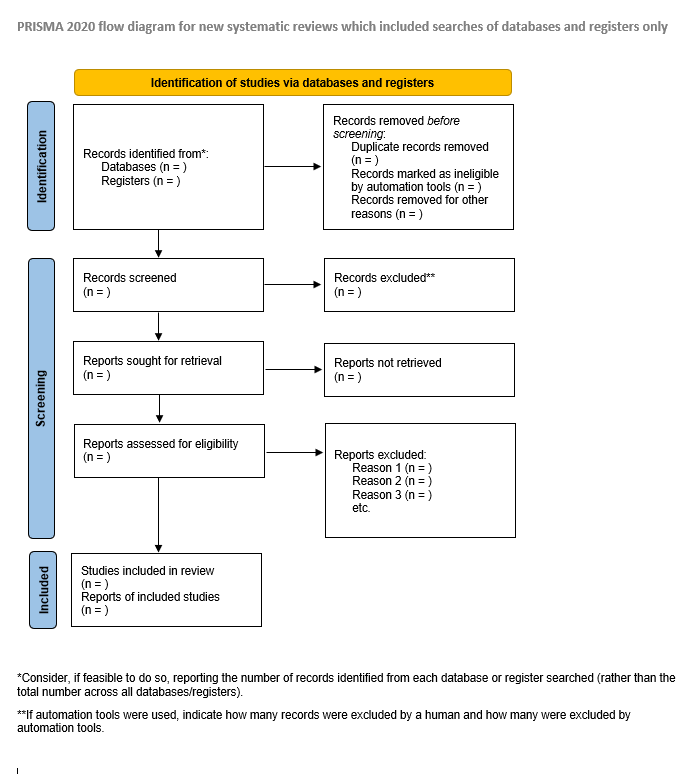 PRISMA 2020 flow diagram for new systematic reviews which included searches of databases and registers only
Identification of studies via databases and registers
Identification
Records identified from*:
Databases (n = )
Registers (n = )
Records removed before
screening:
Duplicate records removed
(n = )
Records marked as ineligible
by automation tools (n = )
Records removed for other
reasons (n = )
Screening
Records screened
(n = )
Records excluded**
(n = )
Reports sought for retrieval
(n = )
Reports not retrieved
(n = )
Reports assessed for eligibility
(n = )
Reports excluded:
Reason 1 (n = )
Reason 2 (n = )
Reason 3 (n = )
etc.
Included
Studies included in review
(n = )
Reports of included studies
(n = )
*Consider, if feasible to do so, reporting the number of records identified from each database or register searched (rather than the
total number across all databases/registers).
**If automation tools were used, indicate how many records were excluded by a human and how many were excluded by
automation tools.